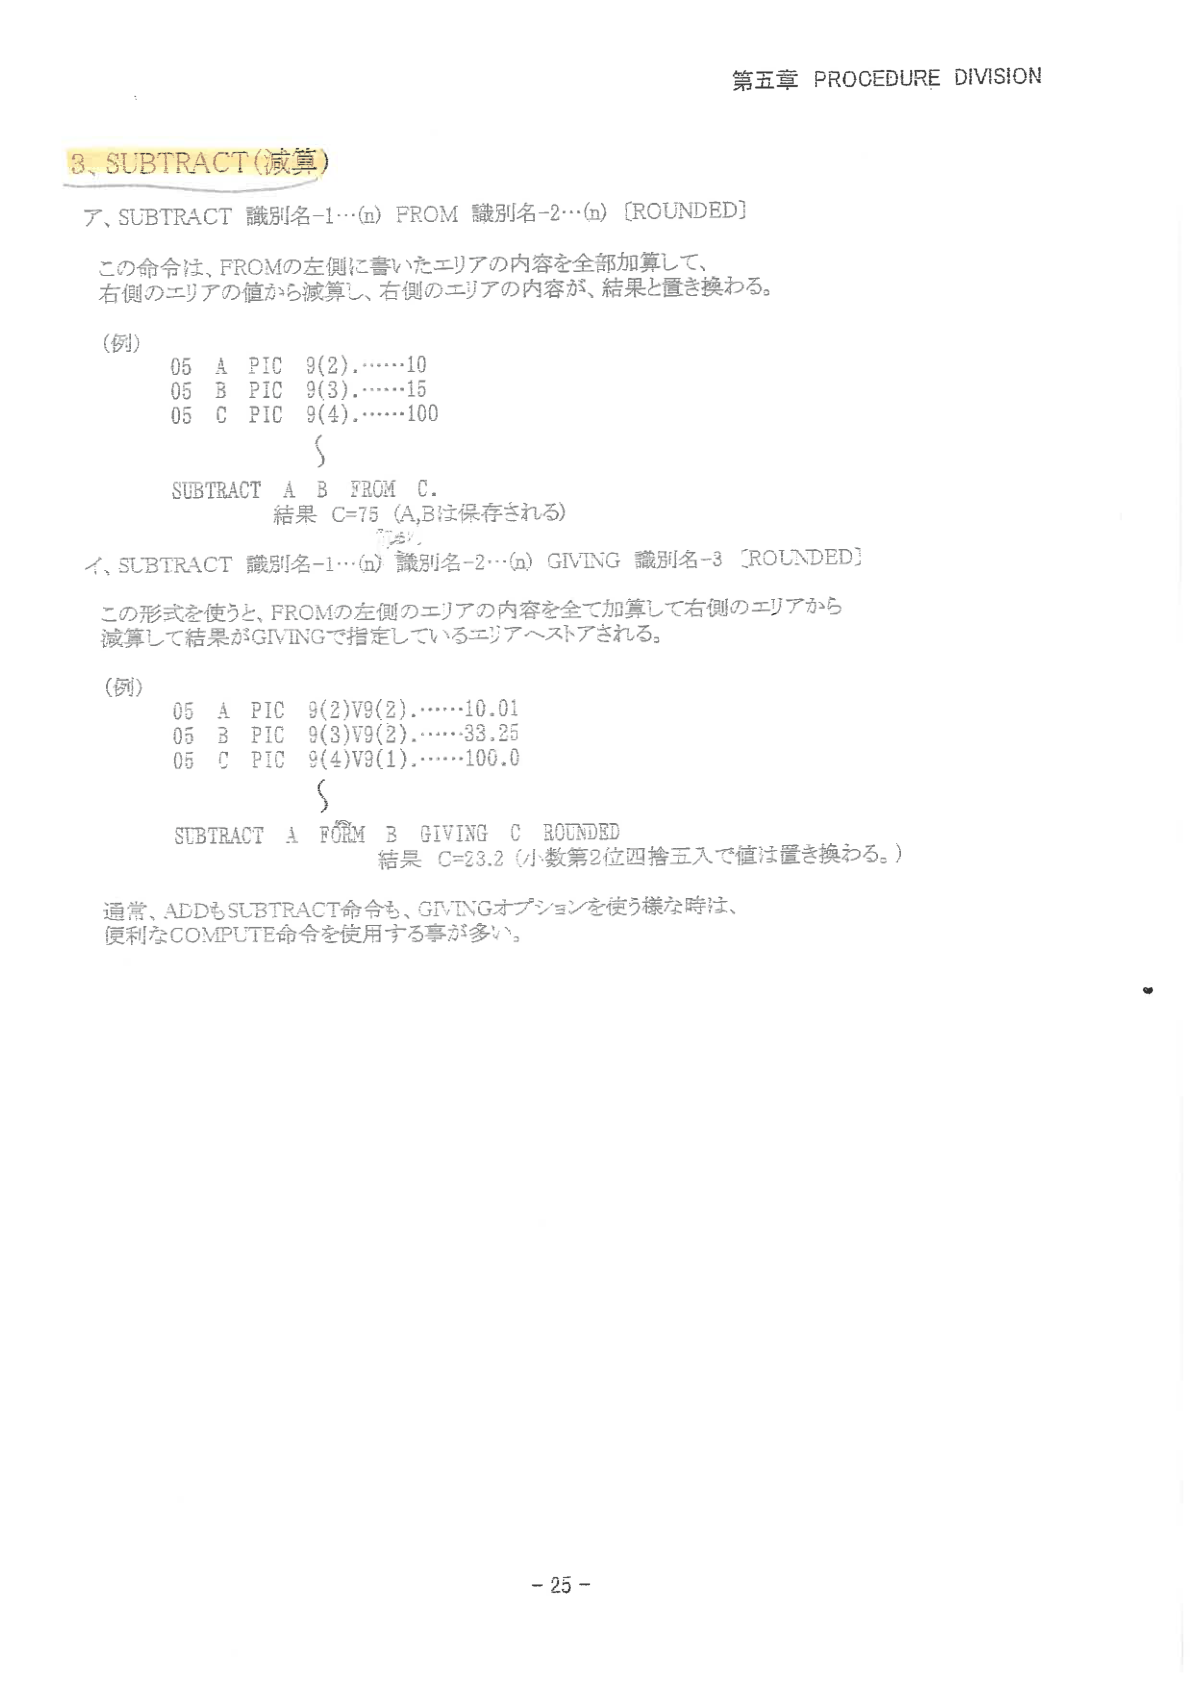 第五章 PROCEDURE DIVISION
3、SUBTRACT(減算)
ア、SUBTRACT 識別名-1…(n) FROM 識別名-2…(n) 〔ROUNDED〕
この命令は、FROMの左側に書いたエリアの内容を全部加算して、
右側のエリアの値から減算し、右側のエリアの内容が、結果と置き換わる。
(例)
05 A PIC 9(2).……10
05 B PIC 9(3).……15
05 C PIC 9(4).……100
∫
SUBTRACT A B FROM C.
結果 C=75 (A,Bは保存される)
イ、SUBTRACT 識別名-1…(n) 識別名-2…(n) GIVING 識別名-3 〔ROUNDED〕
この形式を使うと、FROMの左側のエリアの内容を全て加算して右側のエリアから
減算して結果がGIVINGで指定しているエリアへストアされる。
(例)
05 A PIC 9(2)V9(2).……10.01
05 B PIC 9(3)V9(2).……33.25
05 C PIC 9(4)V9(1).……100.0
∫
SUBTRACT A FORM B GIVING C ROUNDED
結果 C=23.2 (小数第2位四捨五入で値は置き換わる。)
通常、ADDもSUBTRACT命令も、GIVINGオプションを使う様な時は、
便利なCOMPUTE命令を使用する事が多い。
- 25 -